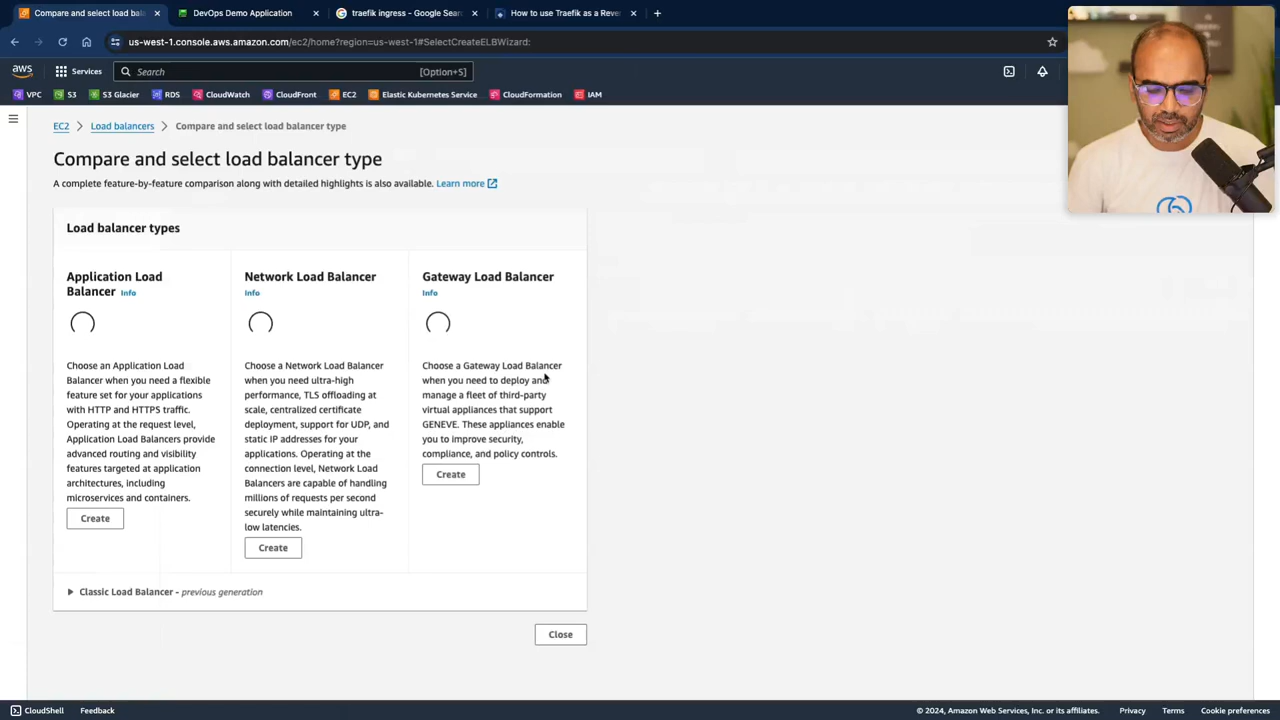 Compare and select load bal
DevOps Demo Application
traefik ingress - Google Sear
How to use Traefik as a Reve
us-west-1.console.aws.amazon.com/ec2/home?region=us-west-1#SelectCreateELBWizard:
aws
Services
Search
[Option+S]
VPC
S3
S3 Glacier
RDS
CloudWatch
CloudFront
EC2
Elastic Kubernetes Service
CloudFormation
IAM
EC2
Load balancers
Compare and select load balancer type
Compare and select load balancer type
A complete feature-by-feature comparison along with detailed highlights is also available. Learn more
Load balancer types
Application Load
Balancer Info
Choose an Application Load
Balancer when you need a flexible
feature set for your applications
with HTTP and HTTPS traffic.
Operating at the request level,
Application Load Balancers provide
advanced routing and visibility
features targeted at application
architectures, including
microservices and containers.
Create
Network Load Balancer
Info
Choose a Network Load Balancer
when you need ultra-high
performance, TLS offloading at
scale, centralized certificate
deployment, support for UDP, and
static IP addresses for your
applications. Operating at the
connection level, Network Load
Balancers are capable of handling
millions of requests per second
securely while maintaining ultra-
low latencies.
Create
Gateway Load Balancer
Info
Choose a Gateway Load Balancer
when you need to deploy and
manage a fleet of third-party
virtual appliances that support
GENEVE. These appliances enable
you to improve security,
compliance, and policy controls.
Create
Classic Load Balancer - previous generation
Close
CloudShell
Feedback
© 2024, Amazon Web Services, Inc. or its affiliates.
Privacy
Terms
Cookie preferences